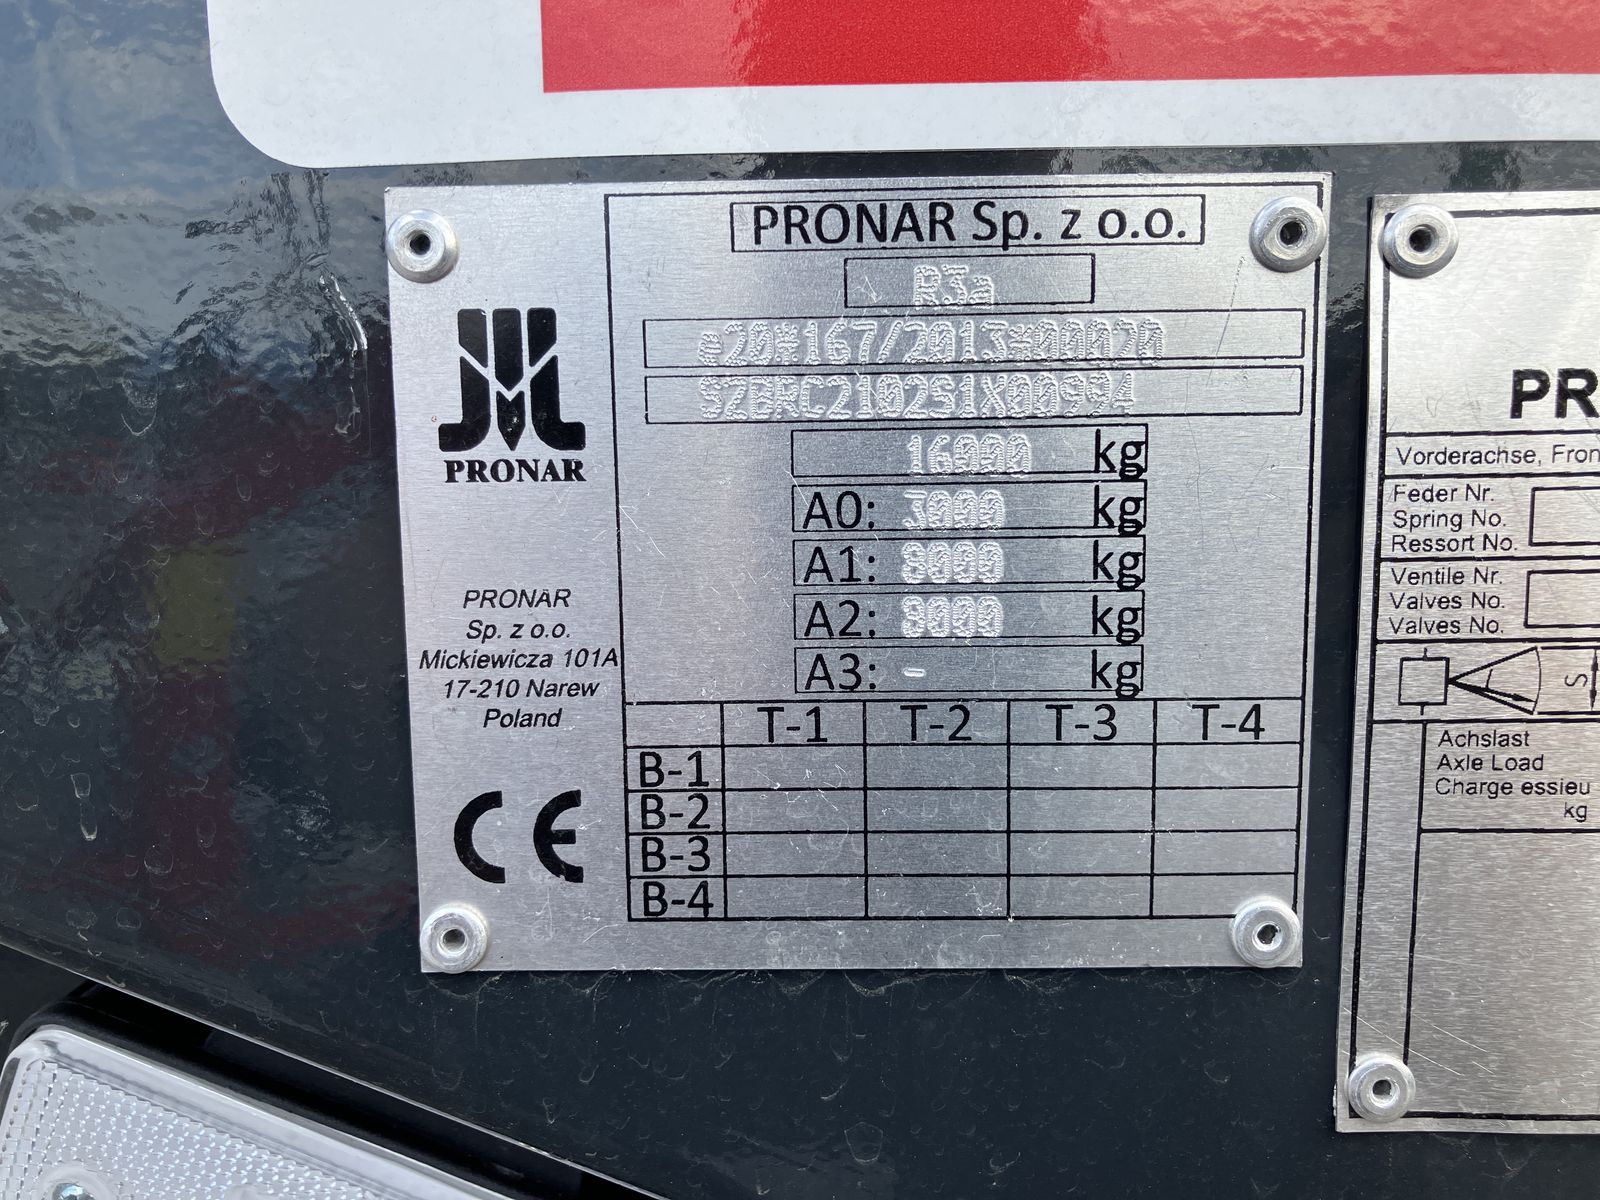 PRONAR Sp. z o.o.
R3a
e20*167/2013*00020
SZBRC2102S1X00994
16000 kg
A0: 3000 kg
A1: 8000 kg
A2: 8000 kg
A3: - kg
T-1 T-2 T-3 T-4
B-1
B-2
B-3
B-4
PRONAR
PRONAR
Sp. z o.o.
Mickiewicza 101A
17-210 Narew
Poland
CE
PR
Vorderachse, Fron
Feder Nr.
Spring No.
Ressort No.
Ventile Nr.
Valves No.
Valves No.
S
Achslast
Axle Load
Charge essieu
kg